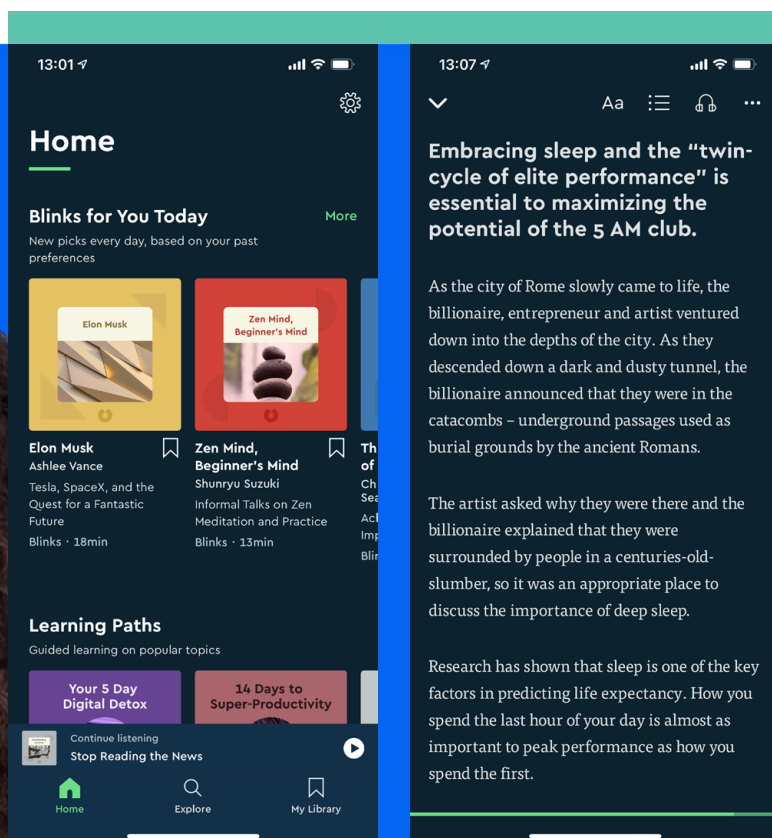 13:01
Home
Blinks for You Today
More
New picks every day, based on your past
preferences
Elon Musk
Zen Mind,
Beginner's Mind
Elon Musk
Ashlee Vance
Tesla, SpaceX, and the
Quest for a Fantastic
Future
Blinks · 18min
Zen Mind,
Beginner's Mind
Shunryu Suzuki
Informal Talks on Zen
Meditation and Practice
Blinks · 13min
Th
of
Ch
Sea
Ach
Imp
Blin
Learning Paths
Guided learning on popular topics
Your 5 Day
Digital Detox
14 Days to
Super-Productivity
Continue listening
Stop Reading the News
Home
Explore
My Library
13:07
Aa
Embracing sleep and the “twin-
cycle of elite performance” is
essential to maximizing the
potential of the 5 AM club.
As the city of Rome slowly came to life, the
billionaire, entrepreneur and artist ventured
down into the depths of the city. As they
descended down a dark and dusty tunnel, the
billionaire announced that they were in the
catacombs – underground passages used as
burial grounds by the ancient Romans.
The artist asked why they were there and the
billionaire explained that they were
surrounded by people in a centuries-old-
slumber, so it was an appropriate place to
discuss the importance of deep sleep.
Research has shown that sleep is one of the key
factors in predicting life expectancy. How you
spend the last hour of your day is almost as
important to peak performance as how you
spend the first.